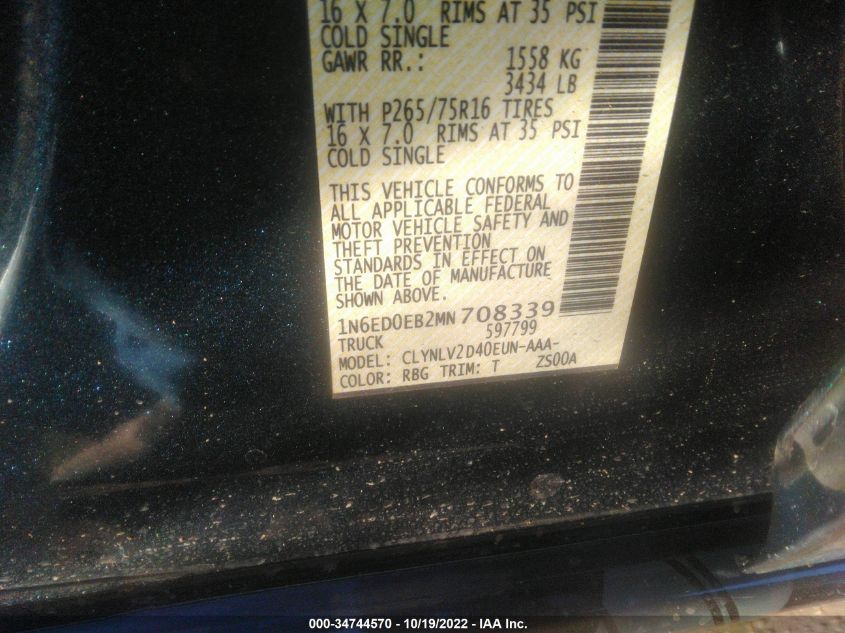 16 X 7.0 RIMS AT 35 PSI
COLD SINGLE
GAWR RR.: 1558 KG
3434 LB
WITH P265/75R16 TIRES
16 X 7.0 RIMS AT 35 PSI
COLD SINGLE
THIS VEHICLE CONFORMS TO
ALL APPLICABLE FEDERAL
MOTOR VEHICLE SAFETY AND
THEFT PREVENTION
STANDARDS IN EFFECT ON
THE DATE OF MANUFACTURE
SHOWN ABOVE.
1N6ED0EB2MN 708339
TRUCK 597799
MODEL: CLYNLV2D40EUN-AAA-
COLOR: RBG TRIM: T ZS00A
000-34744570 - 10/19/2022 - IAA Inc.